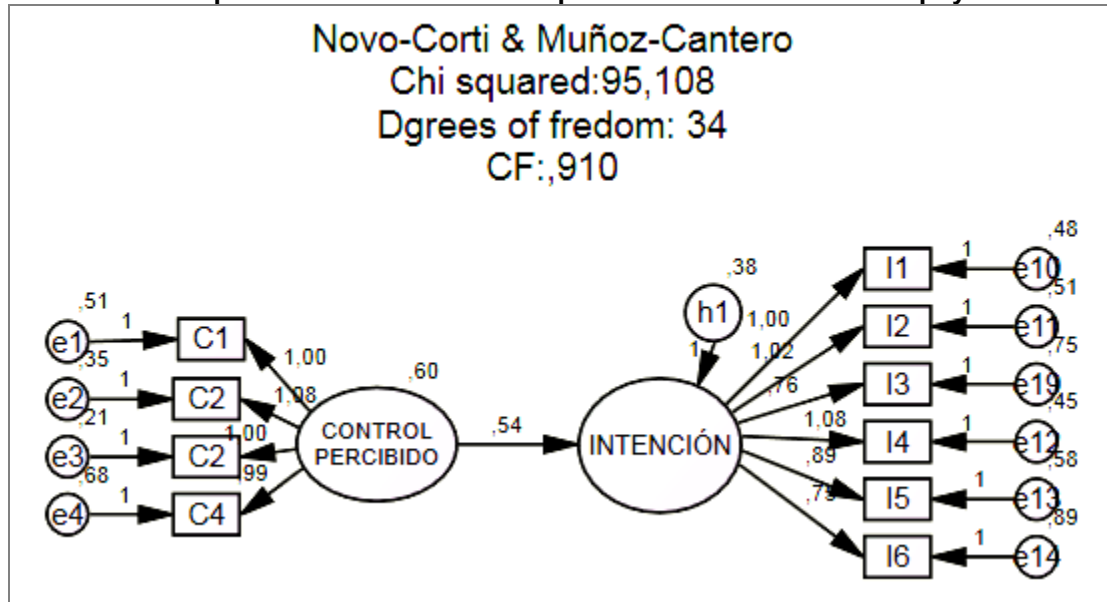 Novo-Corti & Muñoz-Cantero
Chi squared:95,108
Dgrees of fredom: 34
CF:,910
,51
e1
1
C1
1,00
,35
e2
1
C2
1,08
,21
e3
1
C2
1,00
,68
e4
1
C4
,99
CONTROL
PERCIBIDO
,60
,54
INTENCIÓN
h1
,38
1
1,00
I1
1
e10
,48
1,02
I2
1
e11
,51
,76
I3
1
e19
,75
1,08
I4
1
e12
,45
,89
I5
1
e13
,58
I6
1
e14
,89